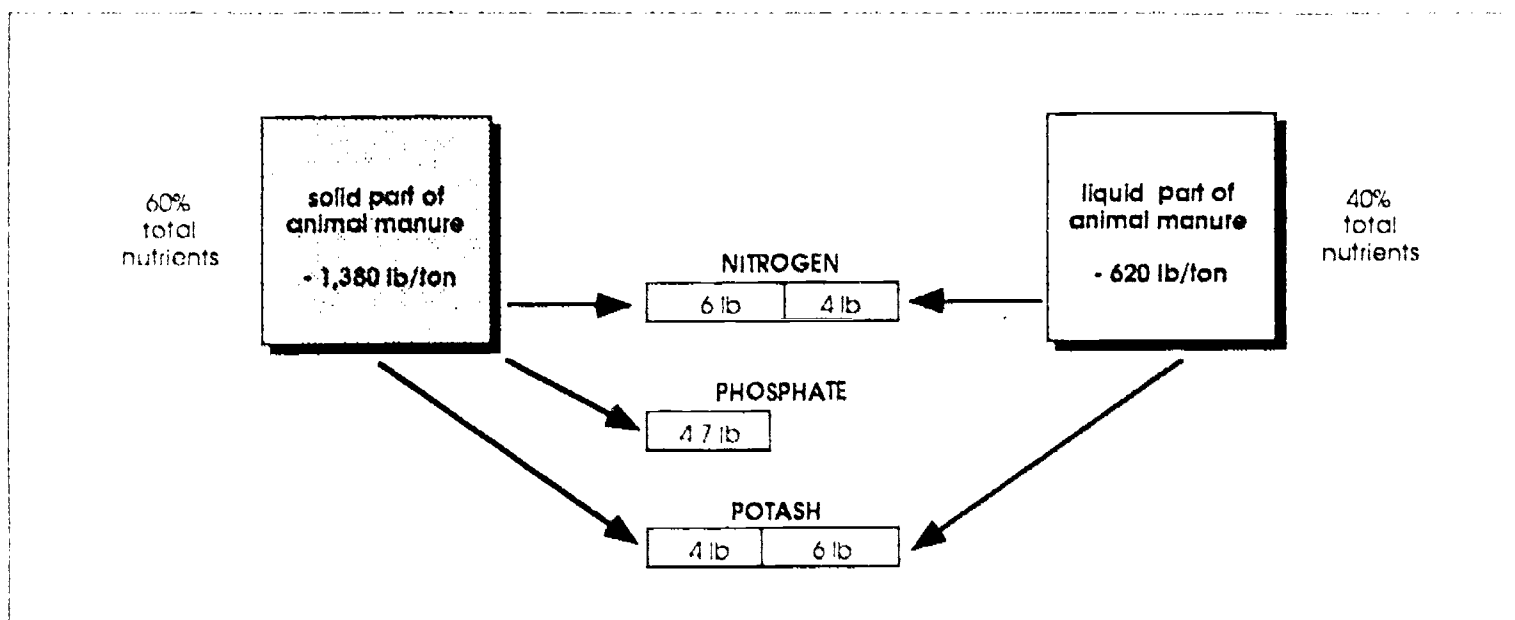 60%
total
nutrients
solid part of
animal manure
- 1,380 lb/ton
NITROGEN
6 lb
4 lb
PHOSPHATE
4.7 lb
POTASH
4 lb
6 lb
liquid part of
animal manure
- 620 lb/ton
40%
total
nutrients